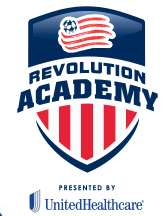 REVOLUTION
ACADEMY
PRESENTED BY
UnitedHealthcare®